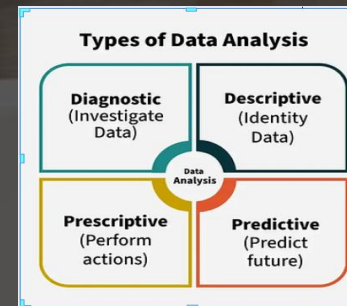 Types of Data Analysis
Diagnostic
(Investigate
Data)
Descriptive
(Identity
Data)
Data
Analysis
Prescriptive
(Perform
actions)
Predictive
(Predict
future)